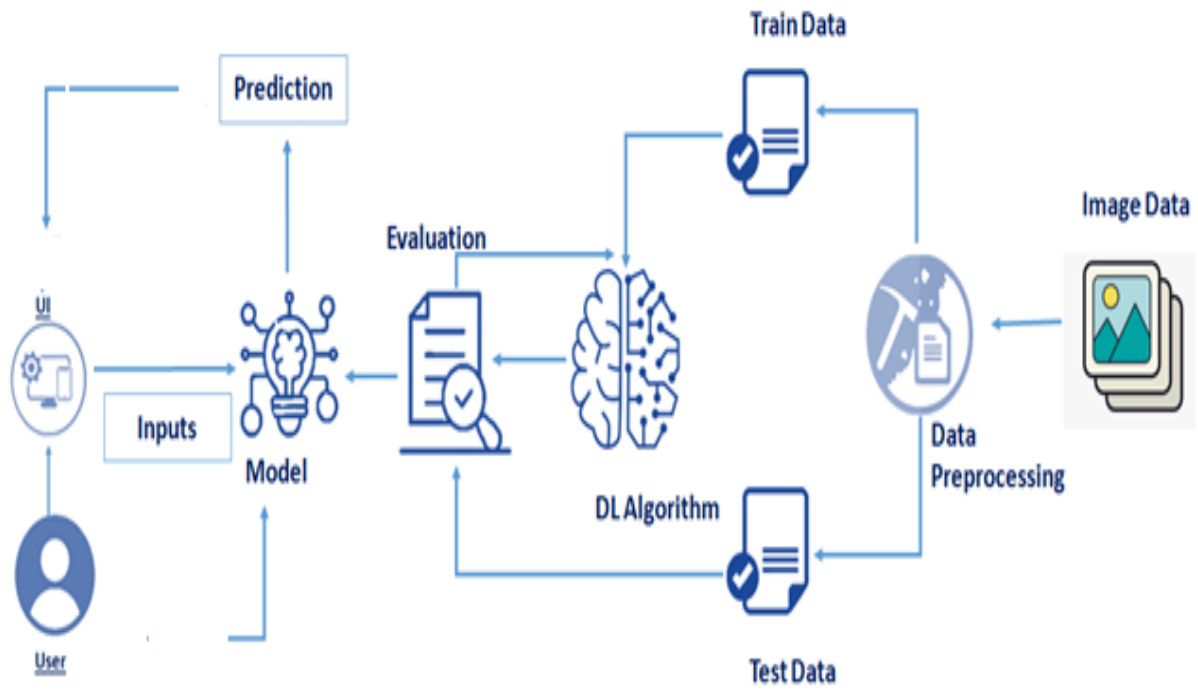 Train Data
Prediction
Image Data
Evaluation
UI
Inputs
Data
Preprocessing
Model
DL Algorithm
User
Test Data